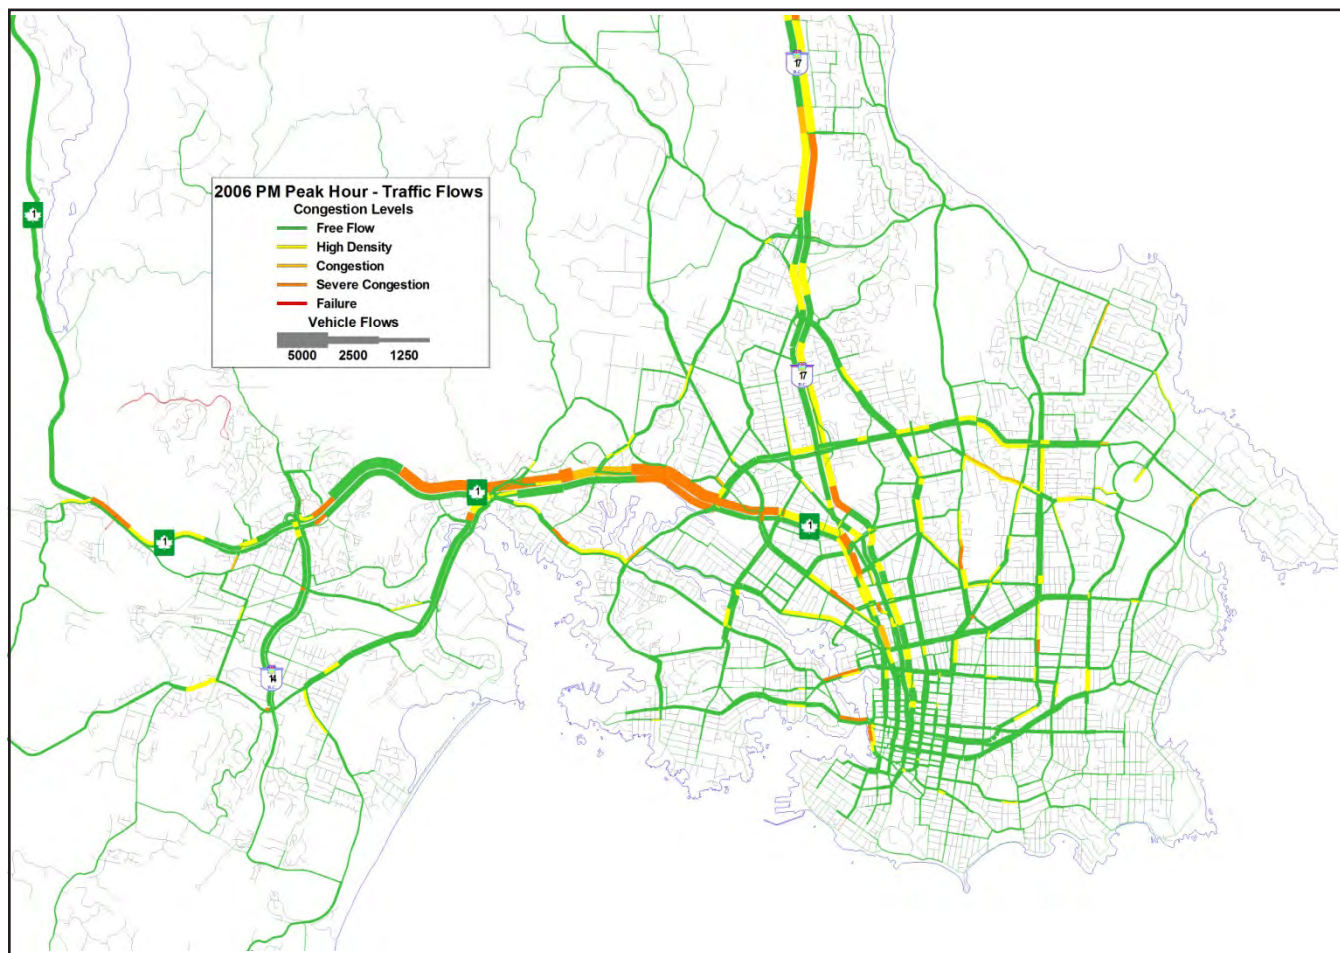 17
1
2006 PM Peak Hour - Traffic Flows
Congestion Levels
Free Flow
High Density
Congestion
Severe Congestion
Failure
Vehicle Flows
5000 2500 1250
17
1
1
1
14